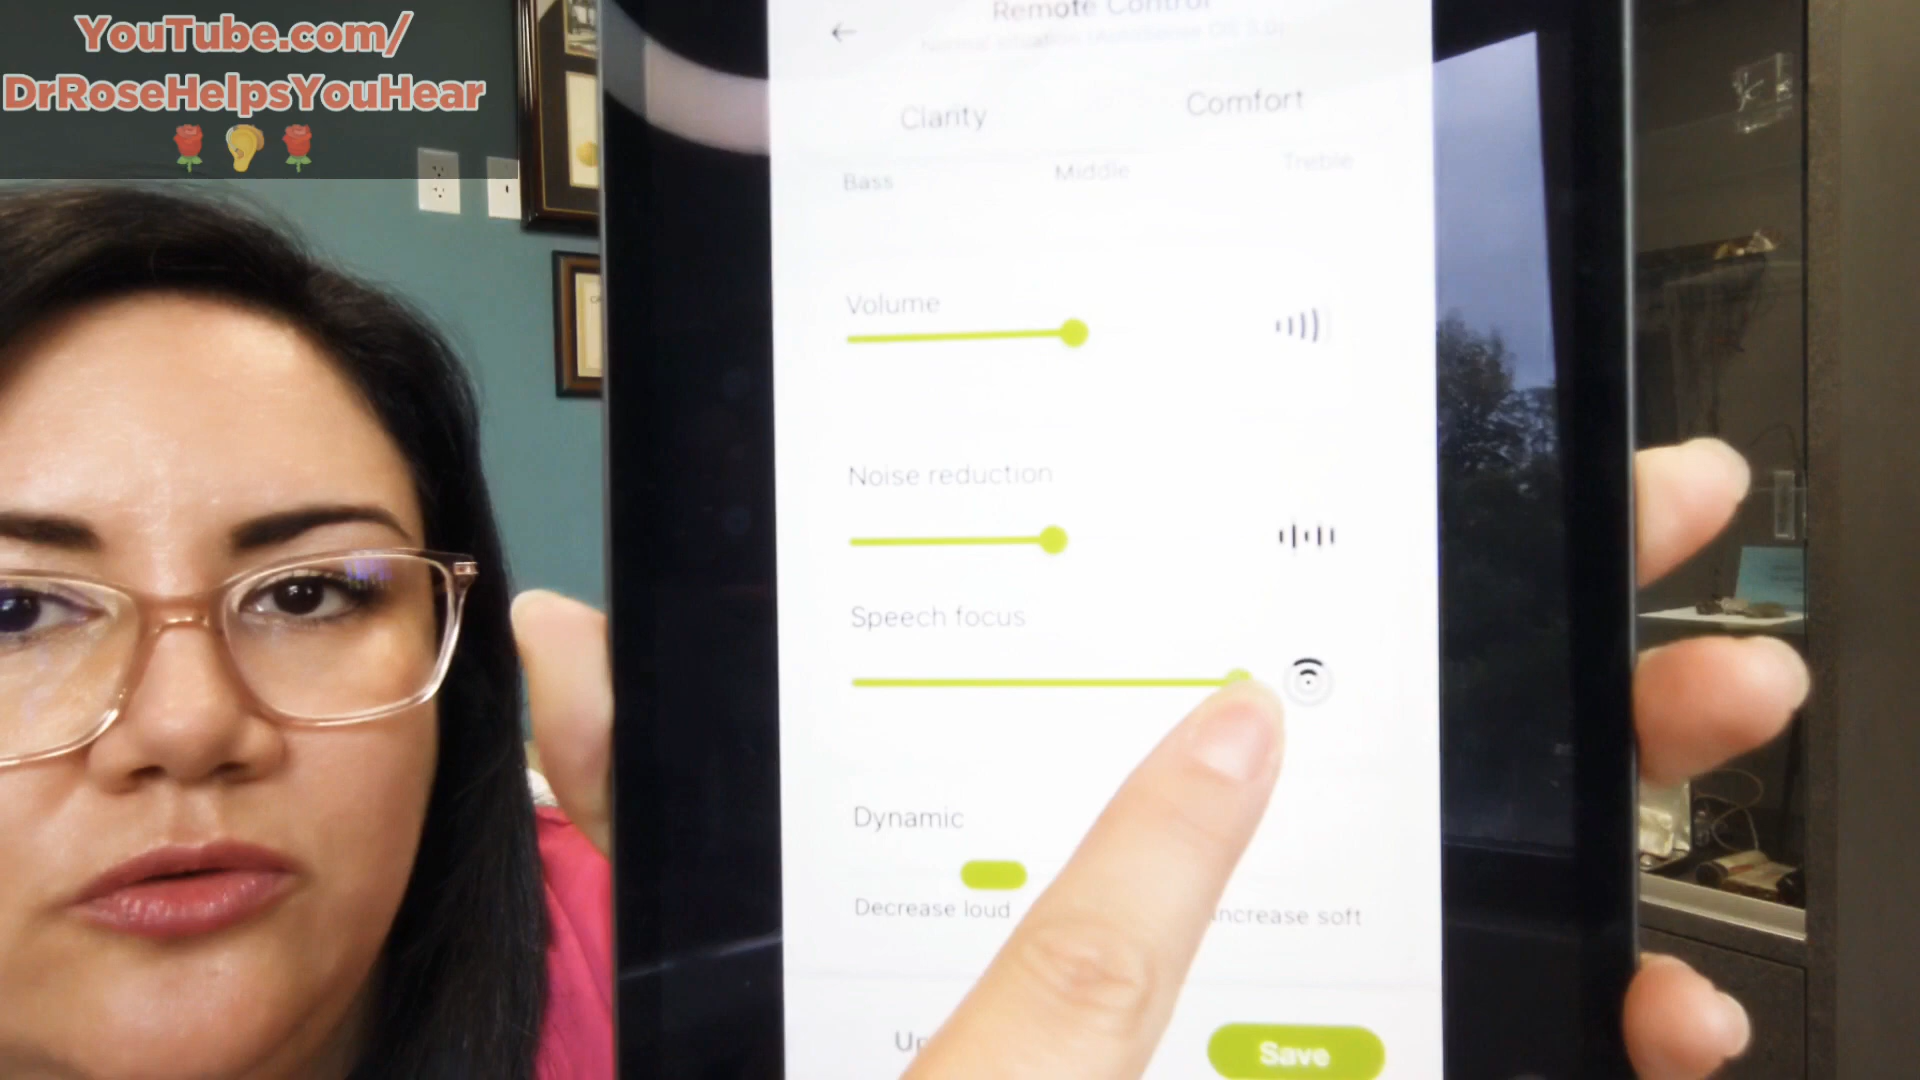 YouTube.com/
DrRoseHelpsYouHear
Remote Control
Clarity
Comfort
Bass
Middle
Treble
Volume
Noise reduction
Speech focus
Dynamic
Decrease loud
Increase soft
Save